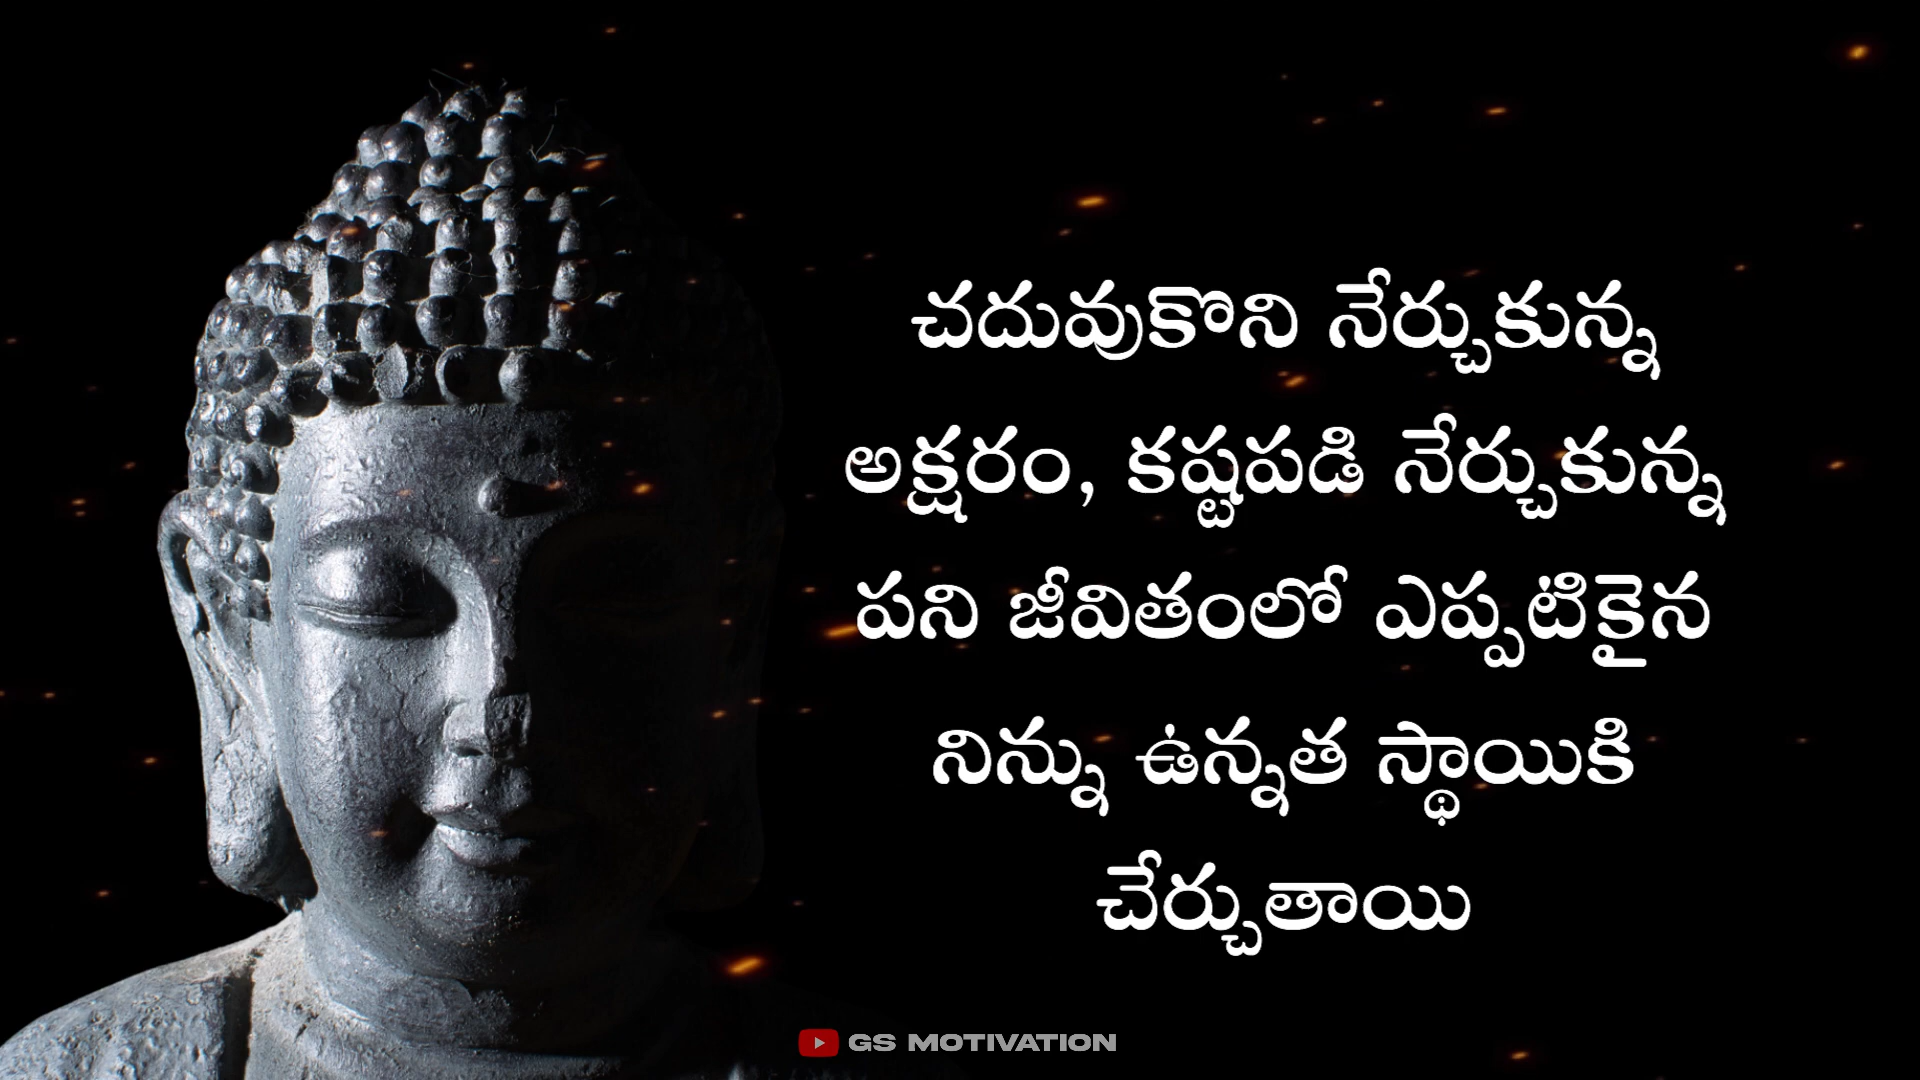 చదువుకొని నేర్చుకున్న
అక్షరం, కష్టపడి నేర్చుకున్న
పని జీవితంలో ఎప్పటికైన
నిన్ను ఉన్నత స్థాయికి
చేర్చుతాయి
GS MOTIVATION